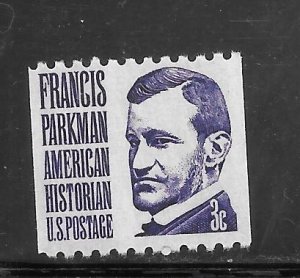 FRANCIS
PARKMAN
AMERICAN
HISTORIAN
U.S.POSTAGE
3c